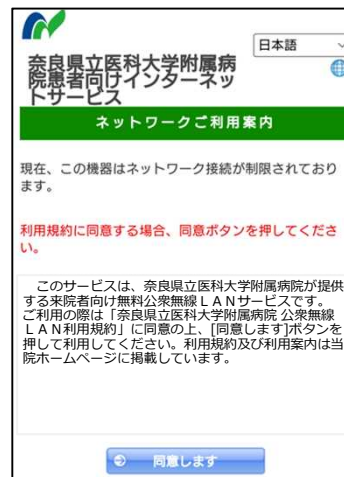 日本語
奈良県立医科大学附属病
院患者向けインターネッ
トサービス
ネットワークご利用案内
現在、この機器はネットワーク接続が制限されており
ます。
利用規約に同意する場合、同意ボタンを押してくださ
い。
このサービスは、奈良県立医科大学附属病院が提供
する来院者向け無料公衆無線ＬＡＮサービスです。
ご利用の際は「奈良県立医科大学附属病院 公衆無線
ＬＡＮ利用規約」に同意の上、[同意します]ボタンを
押して利用してください。利用規約及び利用案内は当
院ホームページに掲載しています。
同意します